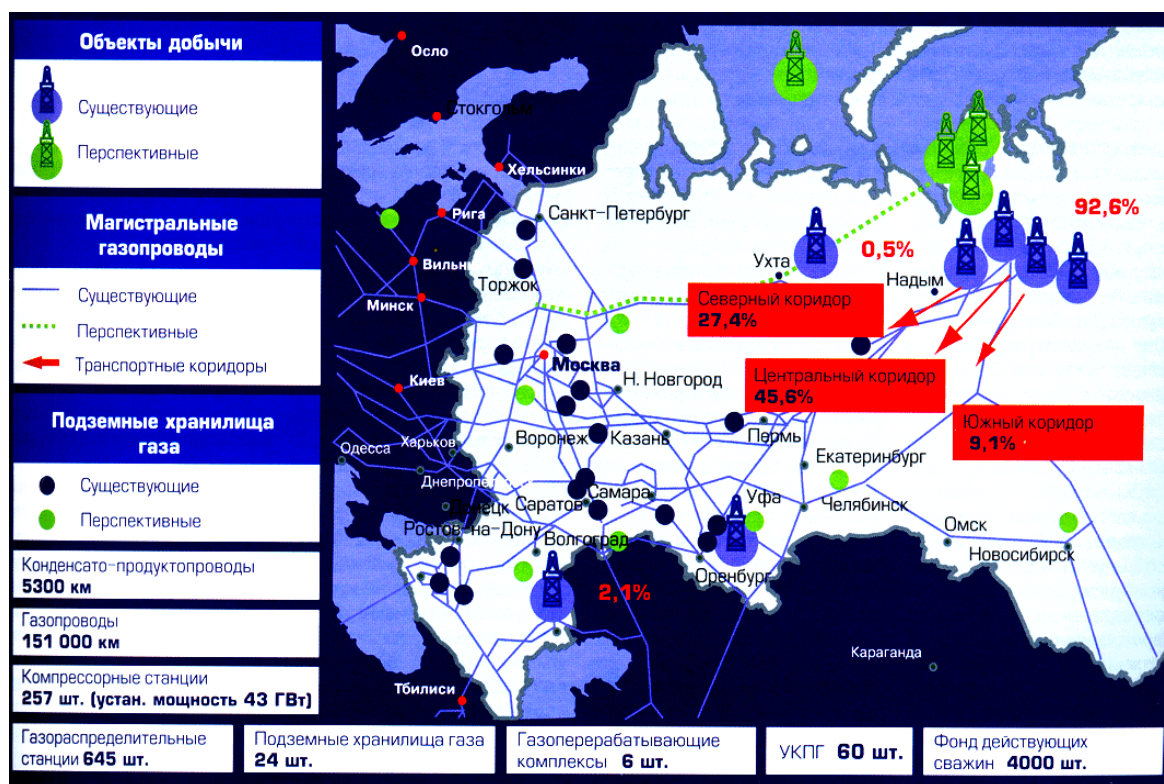 Объекты добычи
Существующие
Перспективные
Магистральные
газопроводы
Существующие
Перспективные
Транспортные коридоры
Подземные хранилища
газа
Существующие
Перспективные
Конденсато-продуктопроводы
5300 км
Газопроводы
151 000 км
Компрессорные станции
257 шт. (устан. мощность 43 ГВт)
Газораспределительные
станции 645 шт.
Подземные хранилища газа
24 шт.
Газоперерабатывающие
комплексы 6 шт.
УКПГ 60 шт.
Фонд действующих
сважин 4000 шт.
Осло
Стокгольм
Хельсинки
Рига
Санкт-Петербург
Вильн
Торжок
Минск
Ухта
0,5%
92,6%
Надым
Северный коридор
27,4%
Москва
Киев
Н. Новгород
Центральный коридор
45,6%
Южный коридор
9,1%
Одесса
Харьков
Воронеж
Казань
Пермь
Екатеринбург
Днепропет
Донецк
Саратов
Самара
Уфа
Челябинск
Ростов-на-Дону
Волгоград
Оренбург
Омск
Новосибирск
2,1%
Караганда
Тбилиси